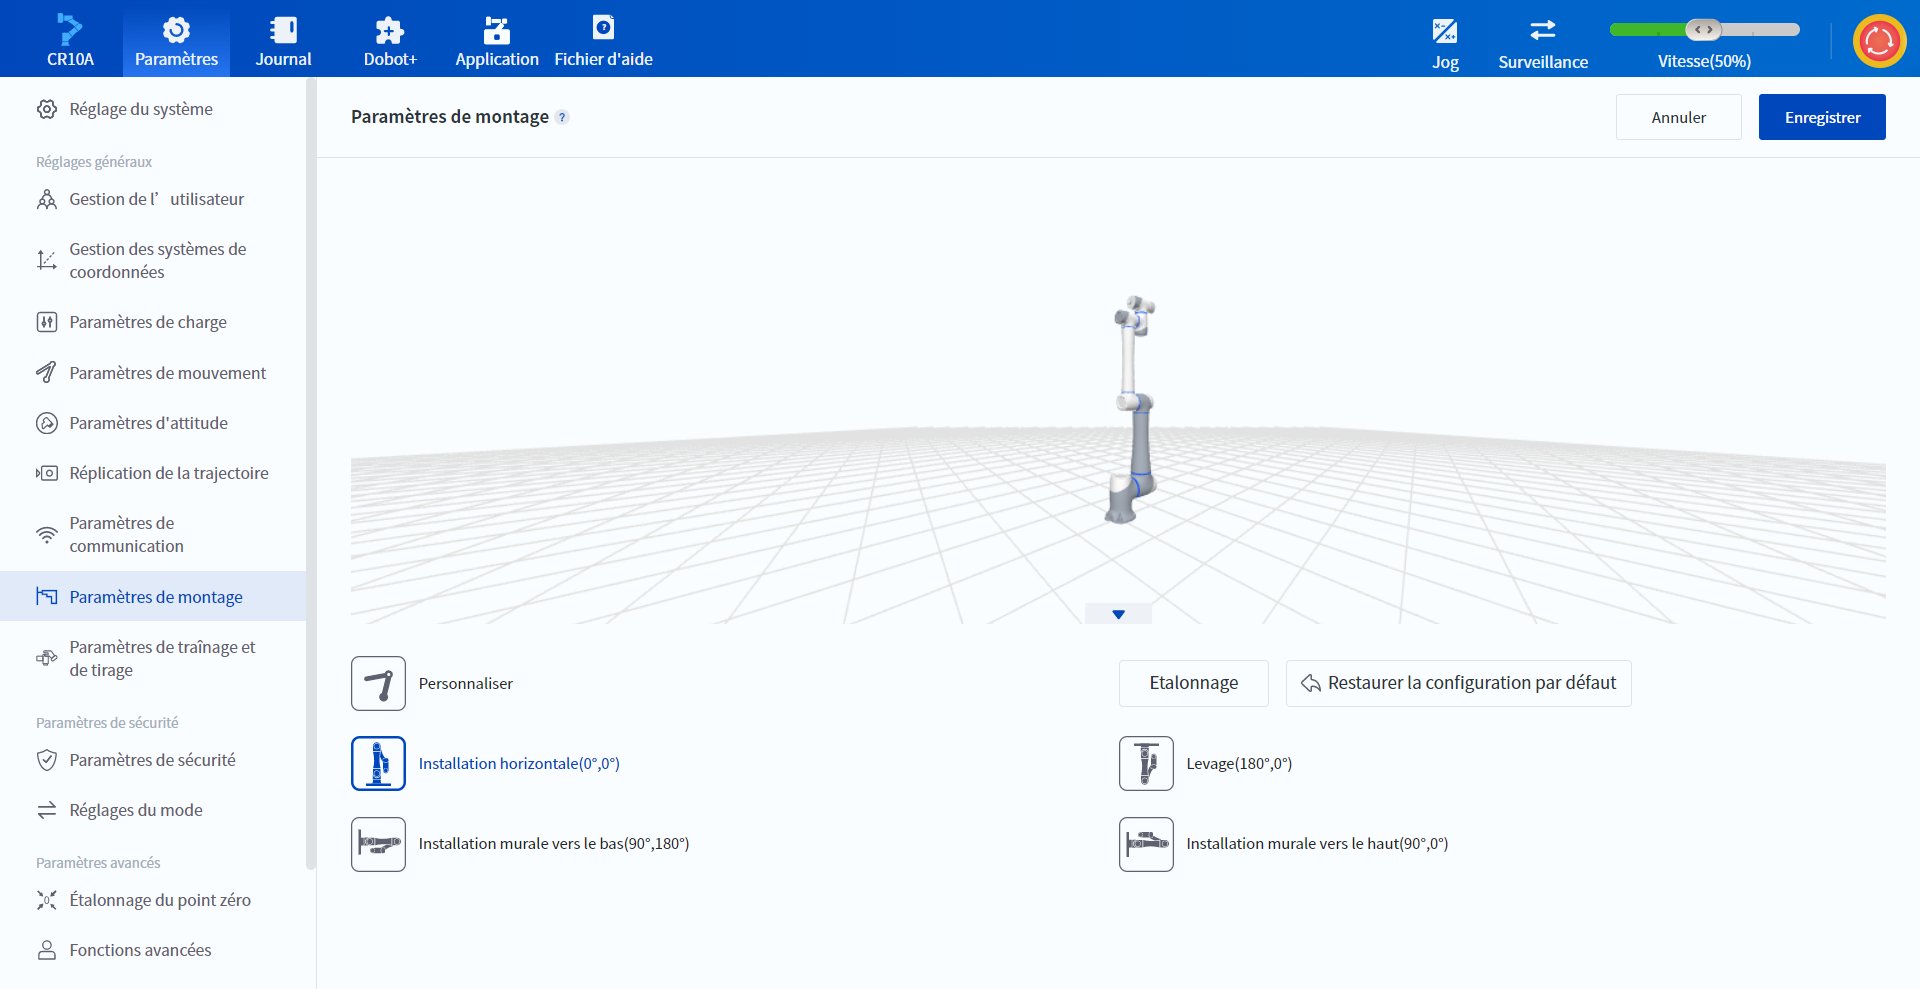 CR10A
Paramètres
Journal
Dobot+
Application
Fichier d'aide
Jog
Surveillance
Vitesse(50%)
Réglage du système
Réglages généraux
Gestion de l’utilisateur
Gestion des systèmes de
coordonnées
Paramètres de charge
Paramètres de mouvement
Paramètres d'attitude
Réplication de la trajectoire
Paramètres de
communication
Paramètres de montage
Paramètres de traînage et
de tirage
Paramètres de sécurité
Paramètres de sécurité
Réglages du mode
Paramètres avancés
Étalonnage du point zéro
Fonctions avancées
Paramètres de montage ?
Annuler
Enregistrer
Personnaliser
Etalonnage
Restaurer la configuration par défaut
Installation horizontale(0°,0°)
Levage(180°,0°)
Installation murale vers le bas(90°,180°)
Installation murale vers le haut(90°,0°)